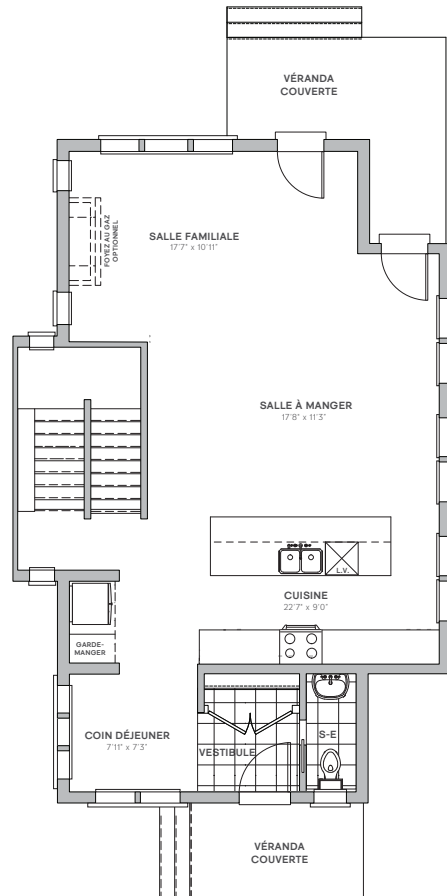 VÉRANDA
COUVERTE
SALLE FAMILIALE
17'7" x 10'11"
FOYEZ AU GAZ
OPTIONNEL
SALLE À MANGER
17'8" x 11'3"
L.V.
CUISINE
22'7" x 9'0"
GARDE-
MANGER
COIN DÉJEUNER
7'11" x 7'3"
VESTIBULE
S-E
VÉRANDA
COUVERTE